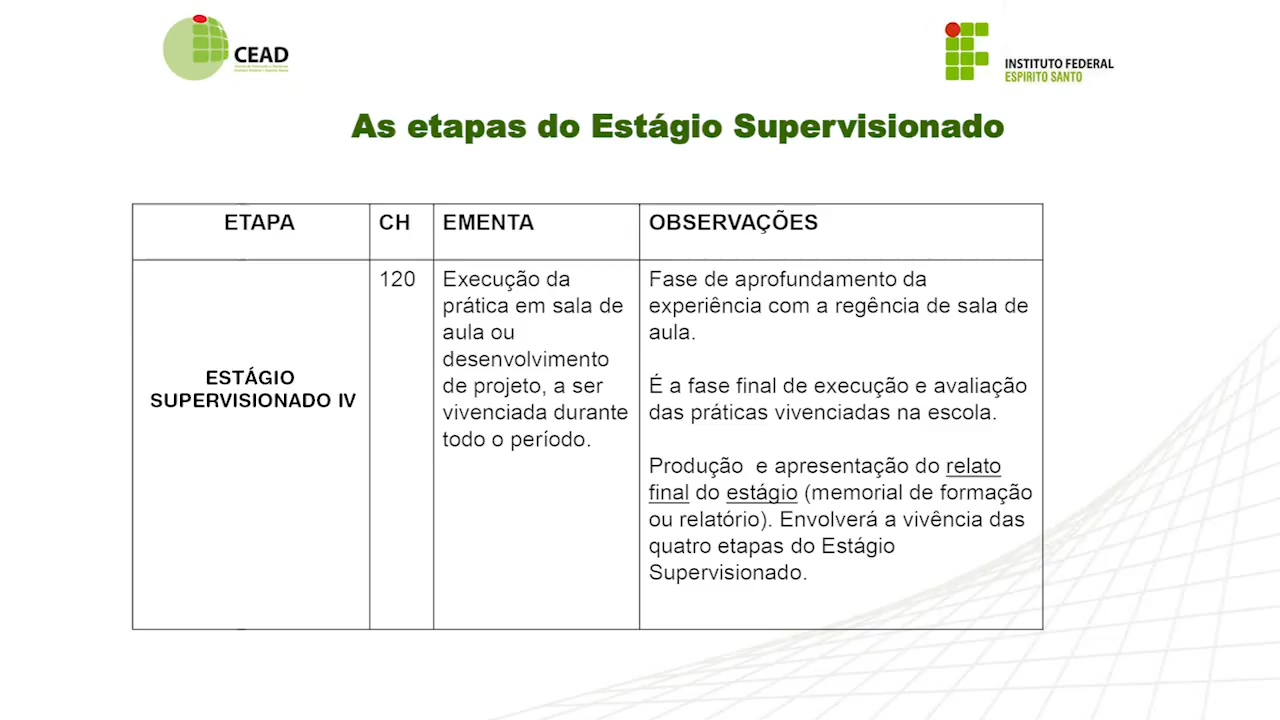 CEAD
INSTITUTO FEDERAL
ESPÍRITO SANTO
As etapas do Estágio Supervisionado
ETAPA
CH
EMENTA
OBSERVAÇÕES
ESTÁGIO
SUPERVISIONADO IV
120
Execução da
prática em sala de
aula ou
desenvolvimento
de projeto, a ser
vivenciada durante
todo o período.
Fase de aprofundamento da
experiência com a regência de sala de
aula.
É a fase final de execução e avaliação
das práticas vivenciadas na escola.
Produção e apresentação do relato
final do estágio (memorial de formação
ou relatório). Envolverá a vivência das
quatro etapas do Estágio
Supervisionado.